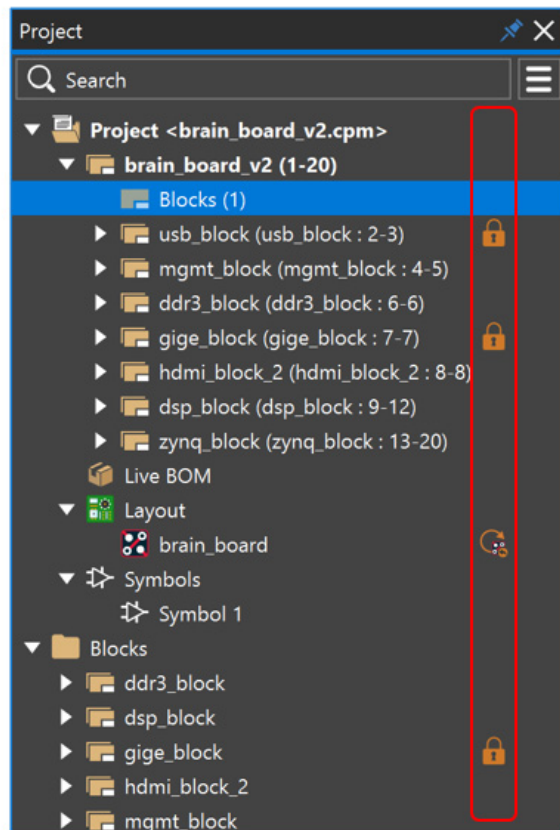 Project
Search
Project <brain_board_v2.cpm>
brain_board_v2 (1-20)
Blocks (1)
usb_block (usb_block : 2-3)
mgmt_block (mgmt_block : 4-5)
ddr3_block (ddr3_block : 6-6)
gige_block (gige_block : 7-7)
hdmi_block_2 (hdmi_block_2 : 8-8)
dsp_block (dsp_block : 9-12)
zynq_block (zynq_block : 13-20)
Live BOM
Layout
brain_board
Symbols
Symbol 1
Blocks
ddr3_block
dsp_block
gige_block
hdmi_block_2
mgmt_block